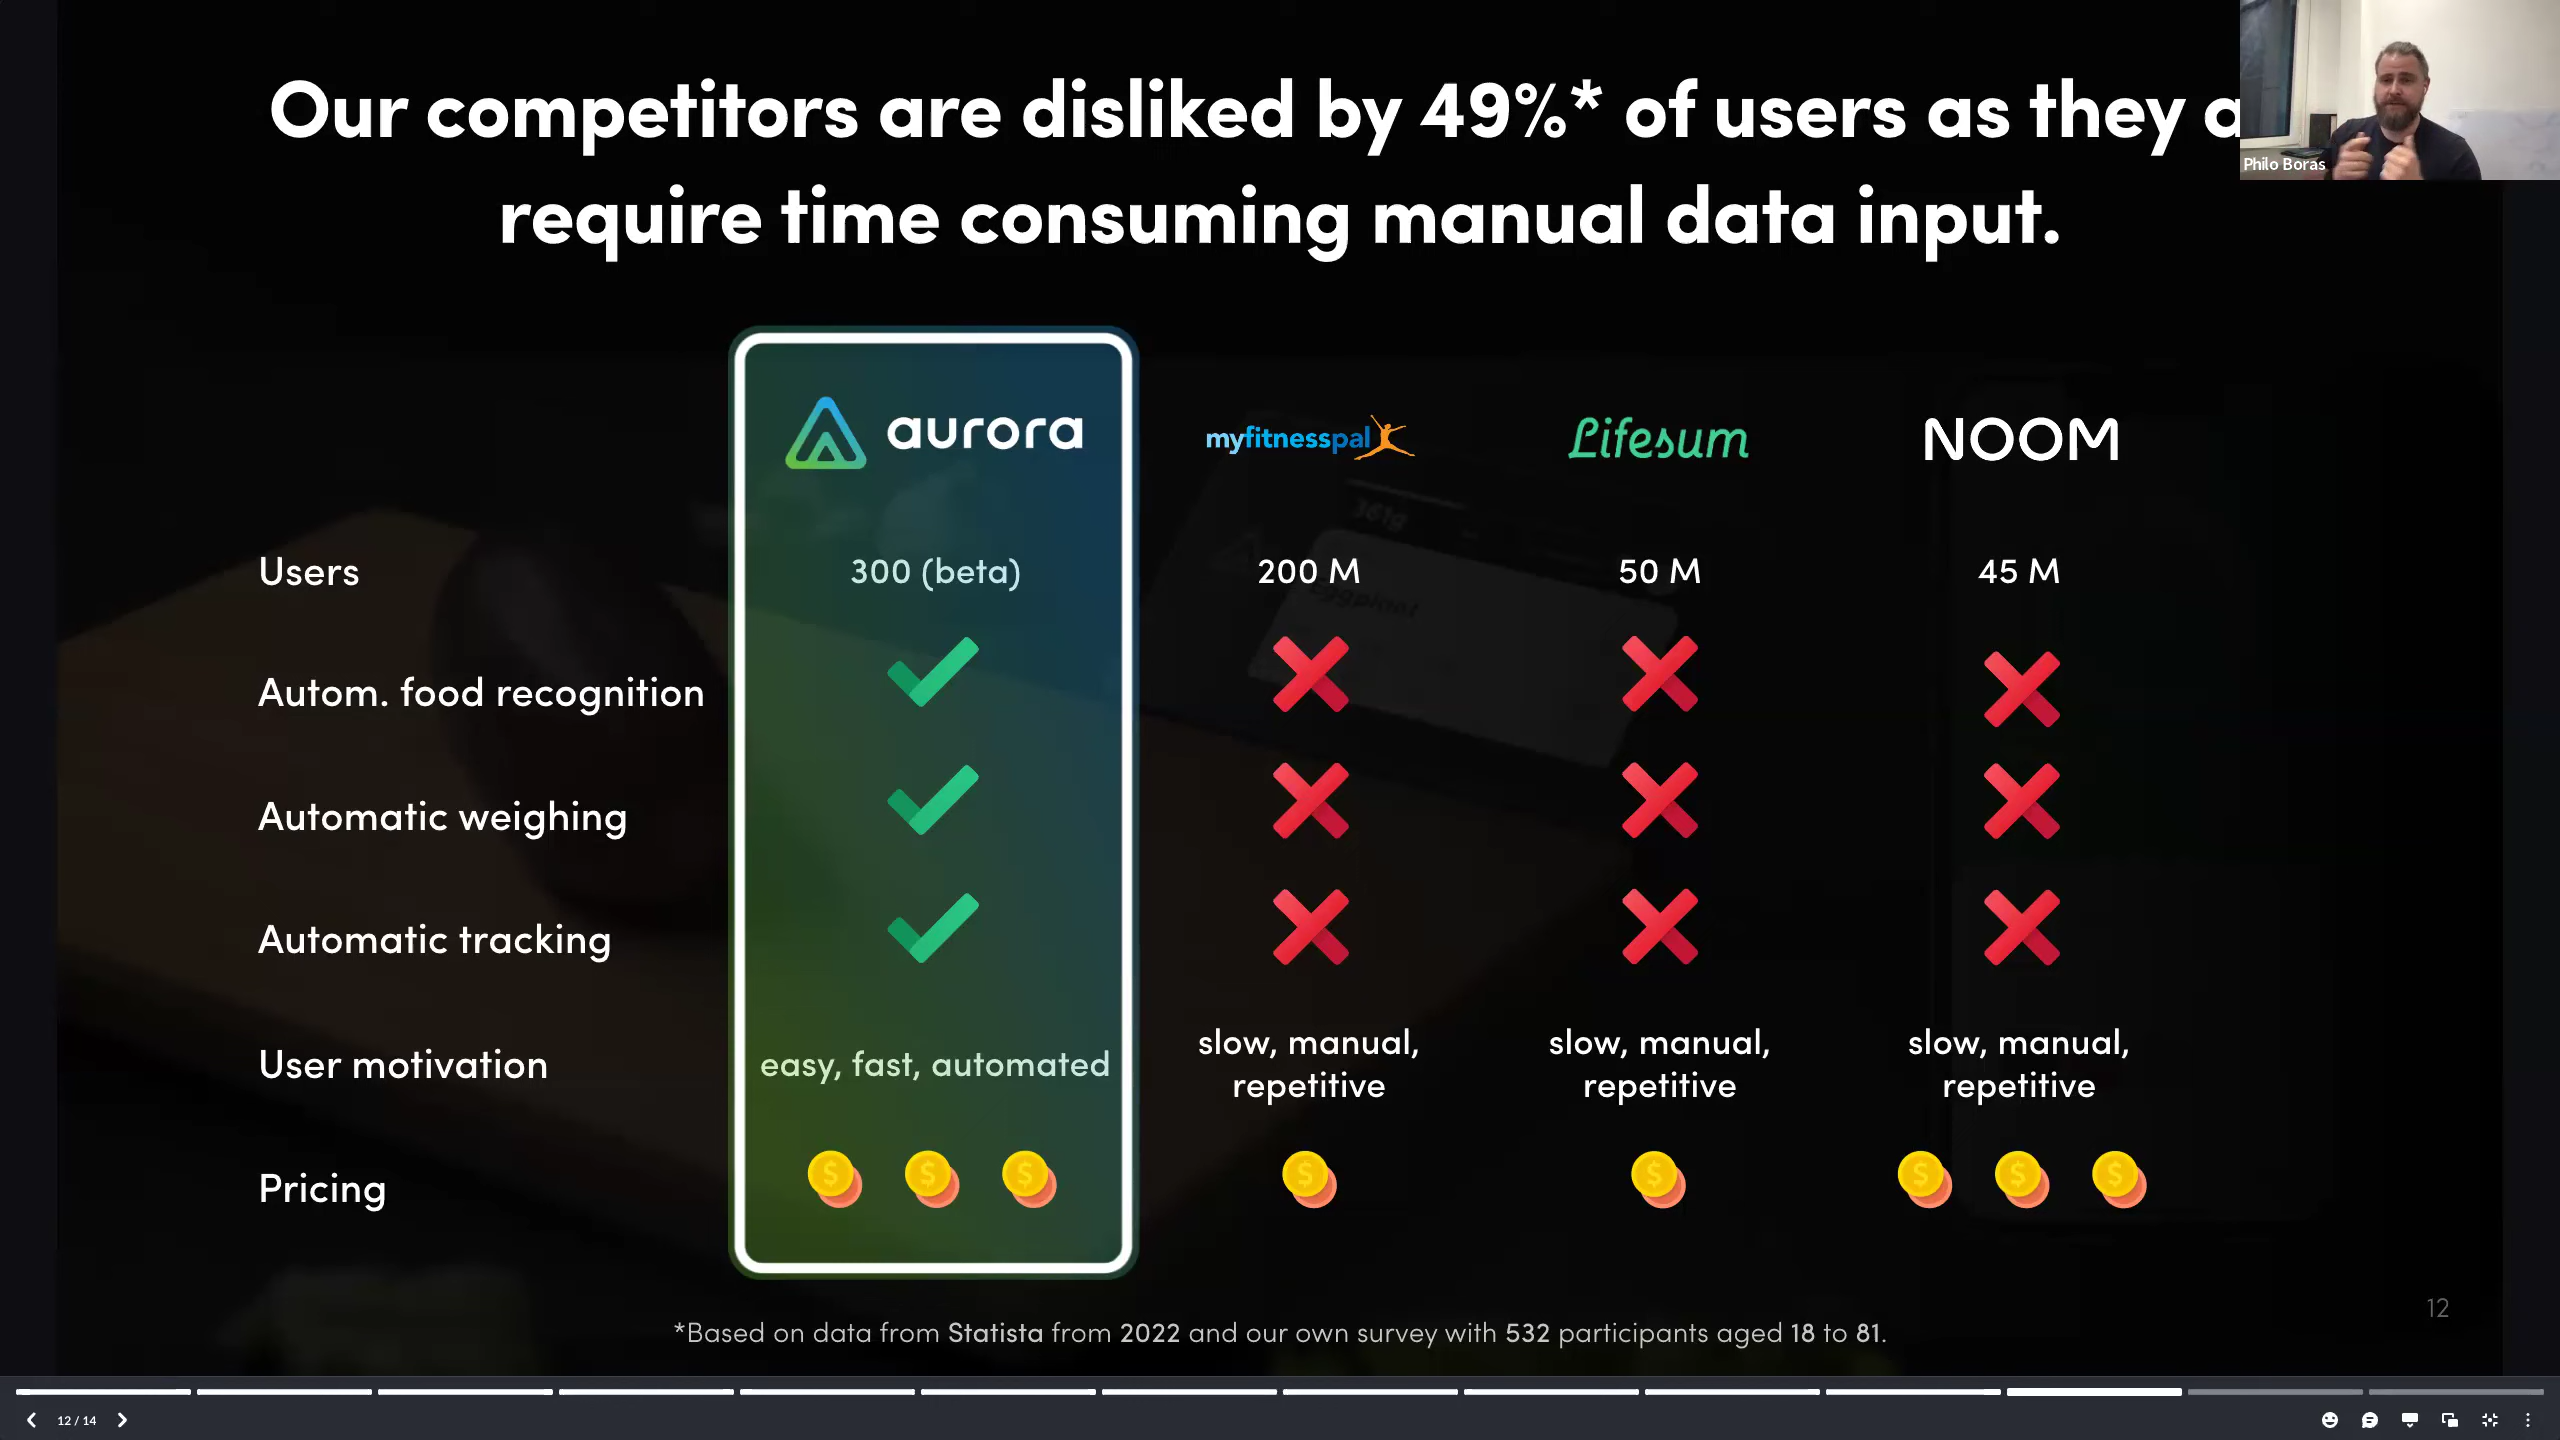 Our competitors are disliked by 49%* of users as they
require time consuming manual data input.
Philo Boras
aurora
myfitnesspal
Lifesum
NOOM
Users
300 (beta)
200 M
50 M
45 M
Autom. food recognition
Automatic weighing
Automatic tracking
User motivation
easy, fast, automated
slow, manual,
repetitive
slow, manual,
repetitive
slow, manual,
repetitive
Pricing
361g
Eggplant
12
*Based on data from Statista from 2022 and our own survey with 532 participants aged 18 to 81.
12 / 14